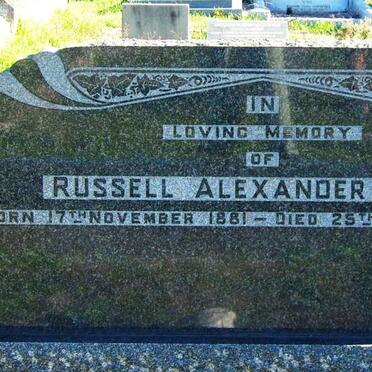 IN
LOVING MEMORY
OF
RUSSELL ALEXANDER
ORN 17TH NOVEMBER 1881 – DIED 25TH